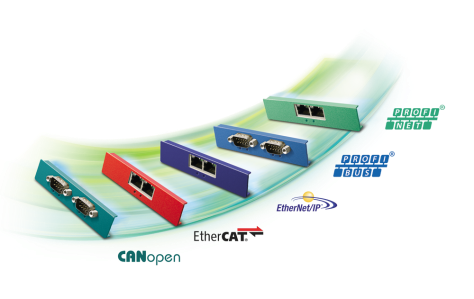 PROFI®
NET
PROFI®
BUS
EtherNet/IP
EtherCAT®
CANopen